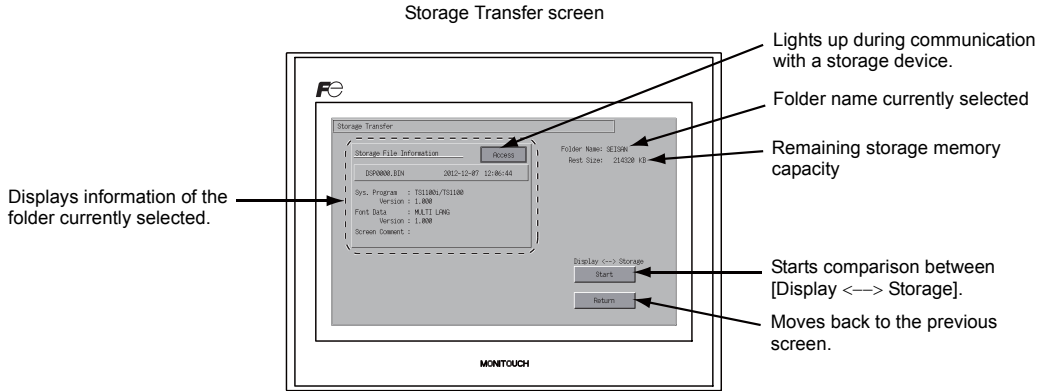 Storage Transfer screen
Lights up during communication
with a storage device.
Fe
Folder name currently selected
Storage Transfer
Storage File Information
Access
Folder Name: SEISAN
Rest Size: 214320 KB
Remaining storage memory
capacity
DSP0000.BIN 2012-12-07 12:06:44
Displays information of the
folder currently selected.
Sys. Program : TS1100i/TS1100
Version : 1.000
Font Data : MULTI LANG
Version : 1.000
Screen Comment :
Display <--> Storage
Start
Starts comparison between
[Display <−−> Storage].
Return
Moves back to the previous
screen.
MONITOUCH